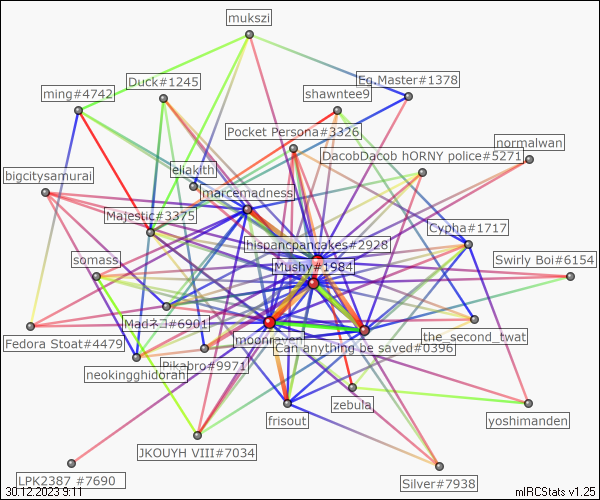 mukszi
Eg.Master#1378
Duck#1245
ming#4742
shawntee9
Pocket Persona#3326
normalwan
DacobDacob hORNY police#5271
eliakith
bigcitysamurai
marcemadness
Majestic#3375
Cypha#1717
hispancpancakes#2928
somass
Mushy#1984
Swirly Boi#6154
Madネコ#6901
Fedora Stoat#4479
moonraven
Can anything be saved#0396
the_second_twat
Pikabro#9971
neokingghidorah
zebula
frisout
yoshimanden
JKOUYH VIII#7034
LPK2387 #7690
Silver#7938
30.12.2023 9:11
mIRCStats v1.25